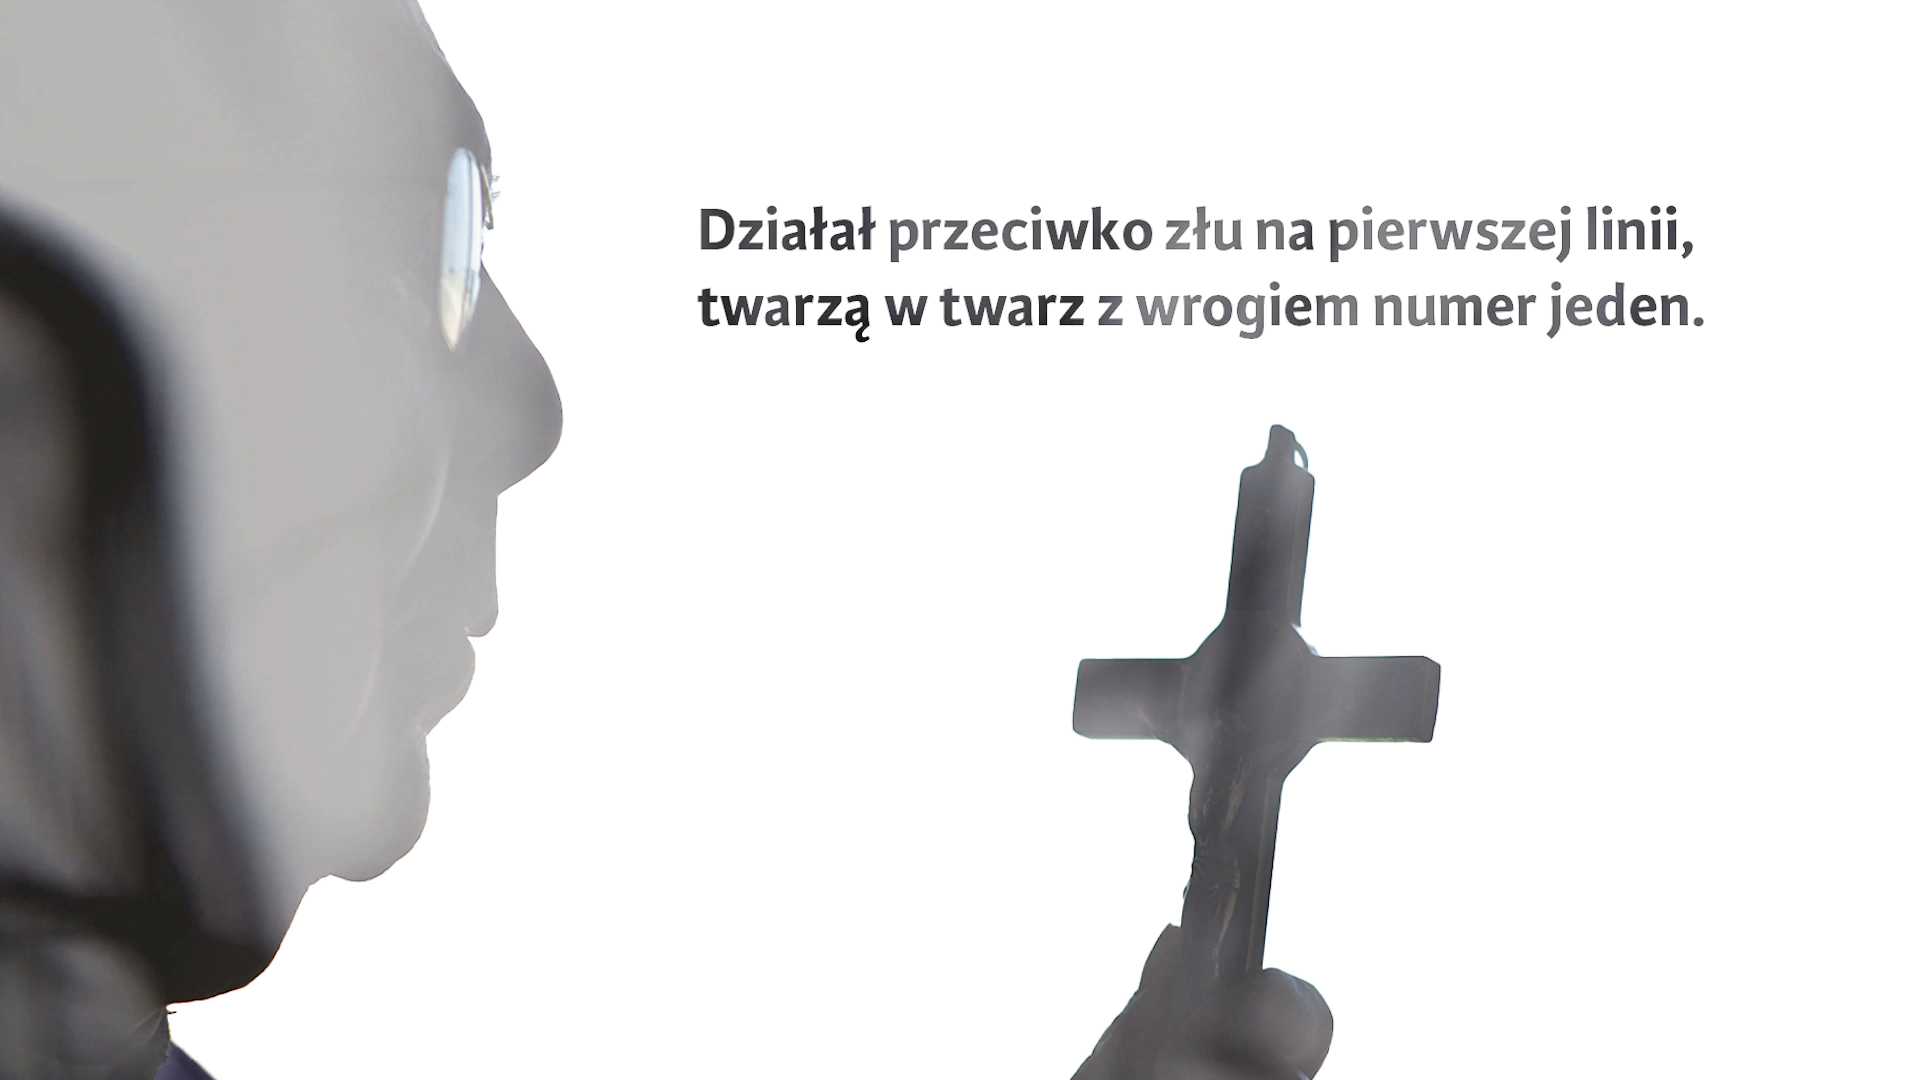 Działał przeciwko złu na pierwszej linii,
twarzą w twarz z wrogiem numer jeden.